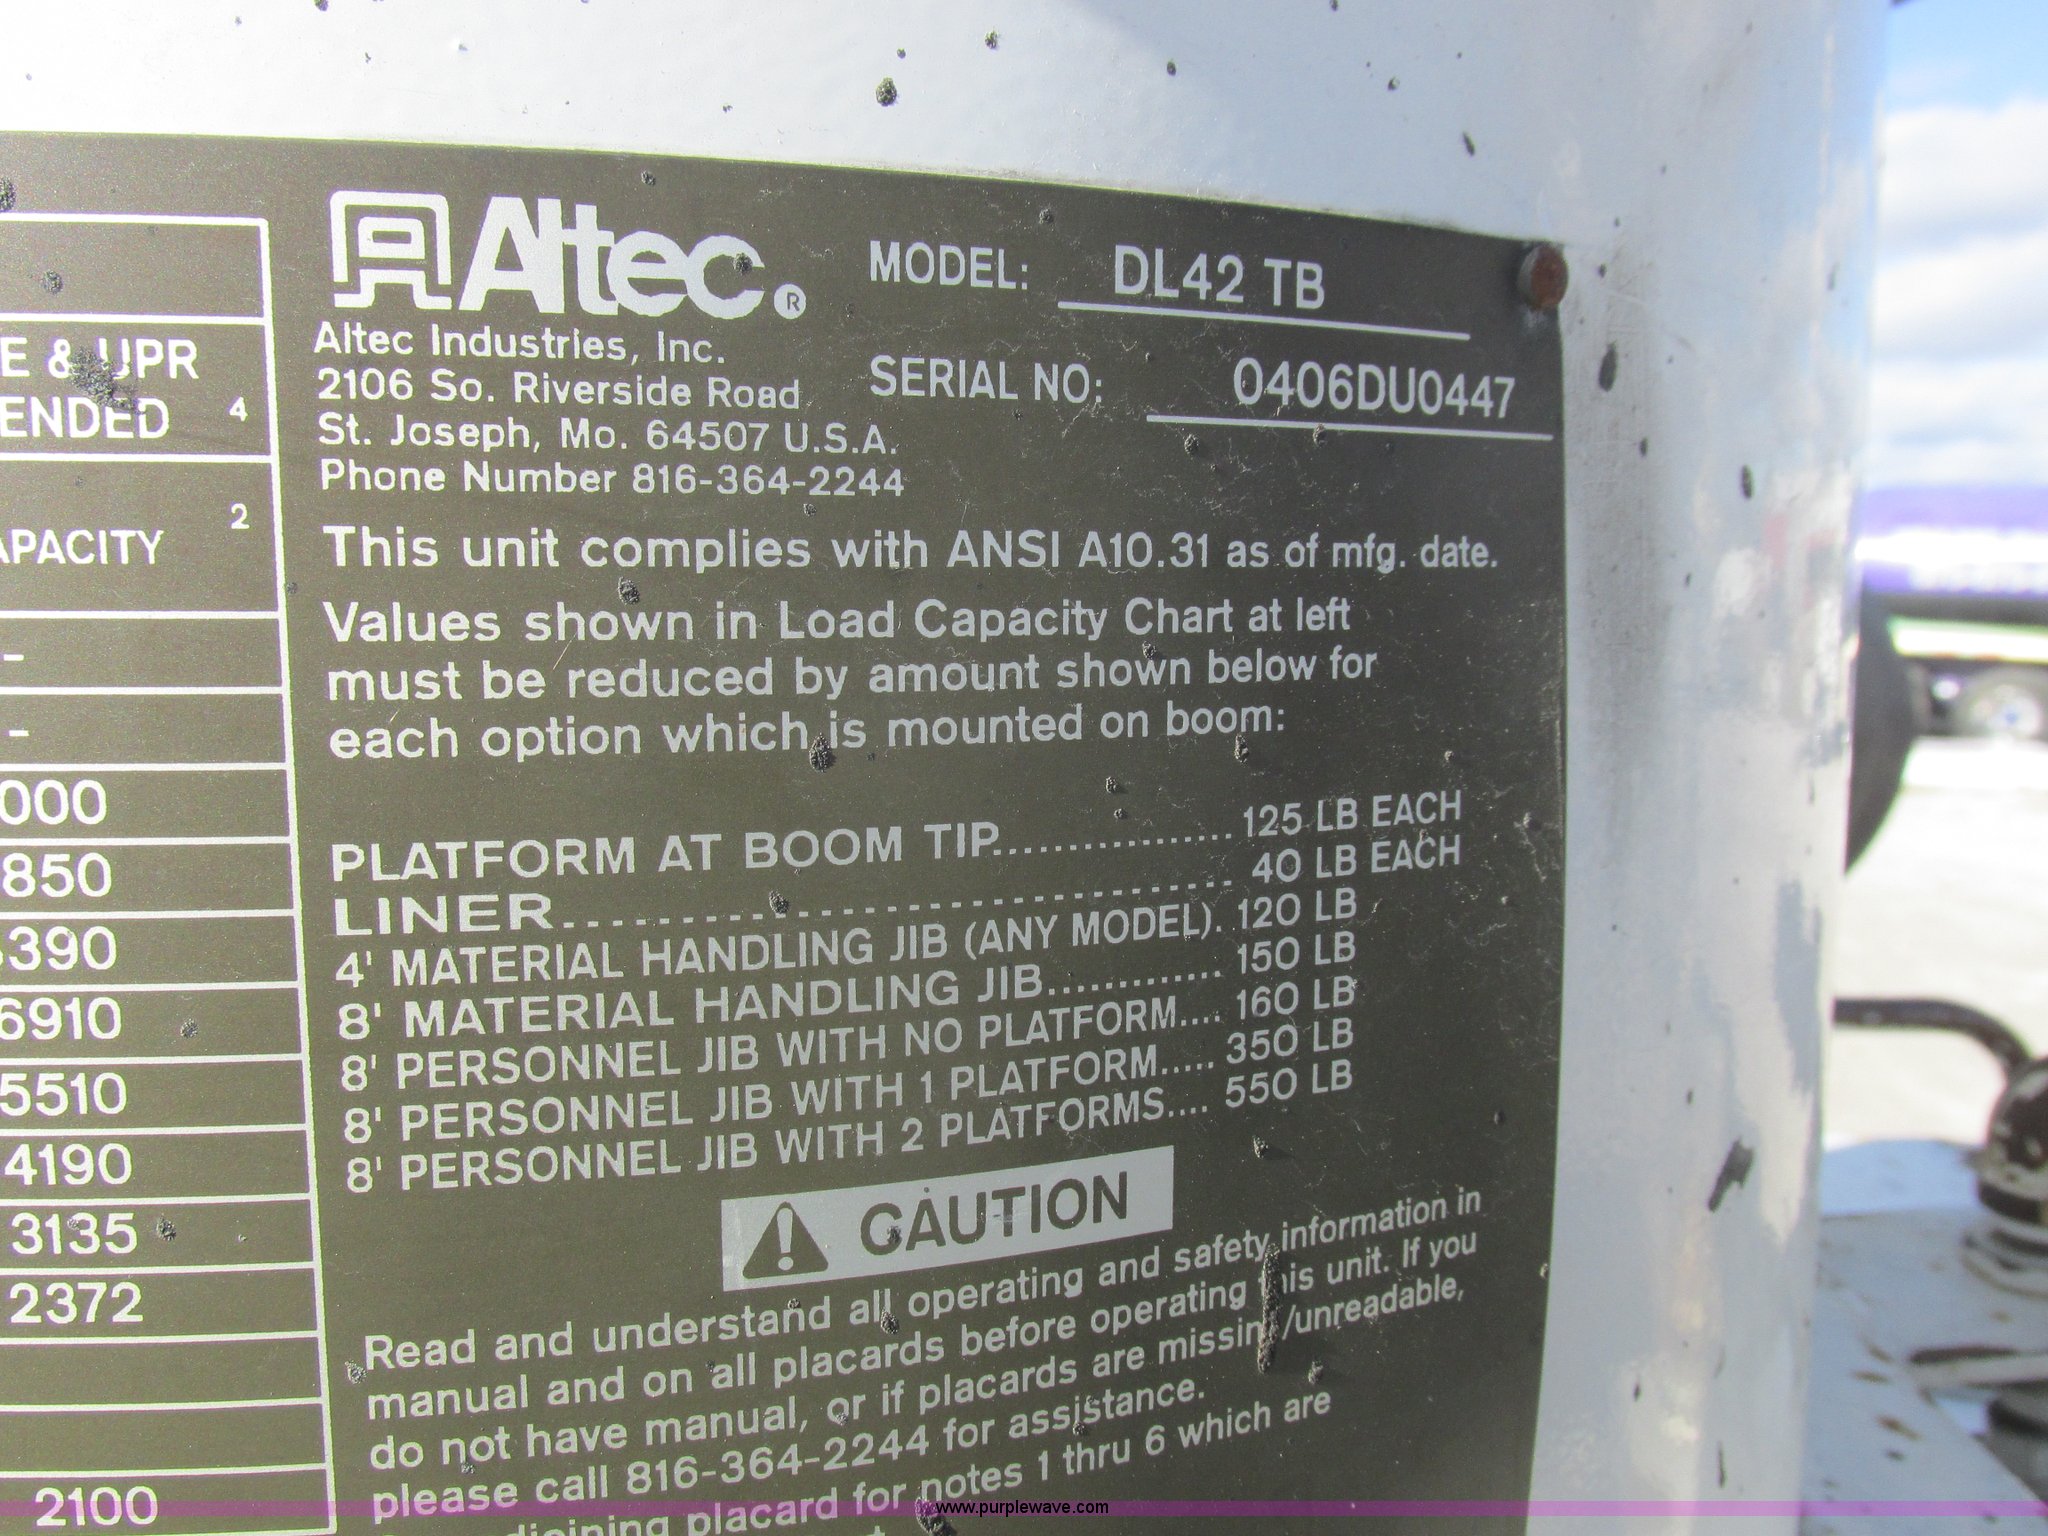 E & UPR
ENDED 4
2
APACITY
-
-
000
850
390
6910
5510
4190
3135
2372
2100
Altec®
Altec Industries, Inc.
2106 So. Riverside Road
St. Joseph, Mo. 64507 U.S.A.
Phone Number 816-364-2244
MODEL: DL42 TB
SERIAL NO: 0406DU0447
This unit complies with ANSI A10.31 as of mfg. date.
Values shown in Load Capacity Chart at left
must be reduced by amount shown below for
each option which is mounted on boom:
PLATFORM AT BOOM TIP................ 125 LB EACH
LINER................................ 40 LB EACH
4' MATERIAL HANDLING JIB (ANY MODEL).. 120 LB
8' MATERIAL HANDLING JIB............ 150 LB
8' PERSONNEL JIB WITH NO PLATFORM.... 160 LB
8' PERSONNEL JIB WITH 1 PLATFORM..... 350 LB
8' PERSONNEL JIB WITH 2 PLATFORMS.... 550 LB
CAUTION
Read and understand all operating and safety information in
manual and on all placards before operating this unit. If you
do not have manual, or if placards are missing/unreadable,
please call 816-364-2244 for assistance.
placard for notes 1 thru 6 which are
www.purplewave.com